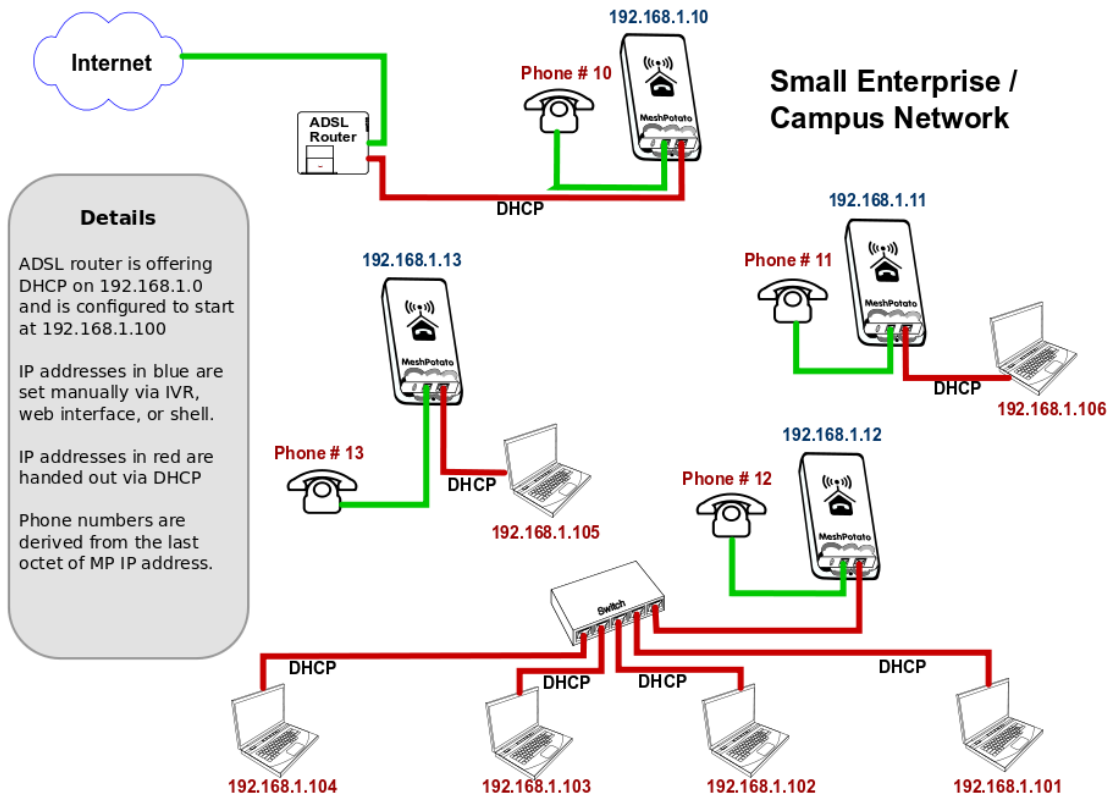 192.168.1.10
Internet
Phone # 10
Small Enterprise /
Campus Network
ADSL
Router
MeshPotato
DHCP
Details
ADSL router is offering
DHCP on 192.168.1.0
and is configured to start
at 192.168.1.100
IP addresses in blue are
set manually via IVR,
web interface, or shell.
IP addresses in red are
handed out via DHCP
Phone numbers are
derived from the last
octet of MP IP address.
192.168.1.11
Phone # 11
MeshPotato
DHCP
192.168.1.106
192.168.1.13
MeshPotato
Phone # 13
DHCP
192.168.1.105
192.168.1.12
Phone # 12
MeshPotato
Switch
DHCP
DHCP
DHCP
DHCP
192.168.1.104
192.168.1.103
192.168.1.102
192.168.1.101